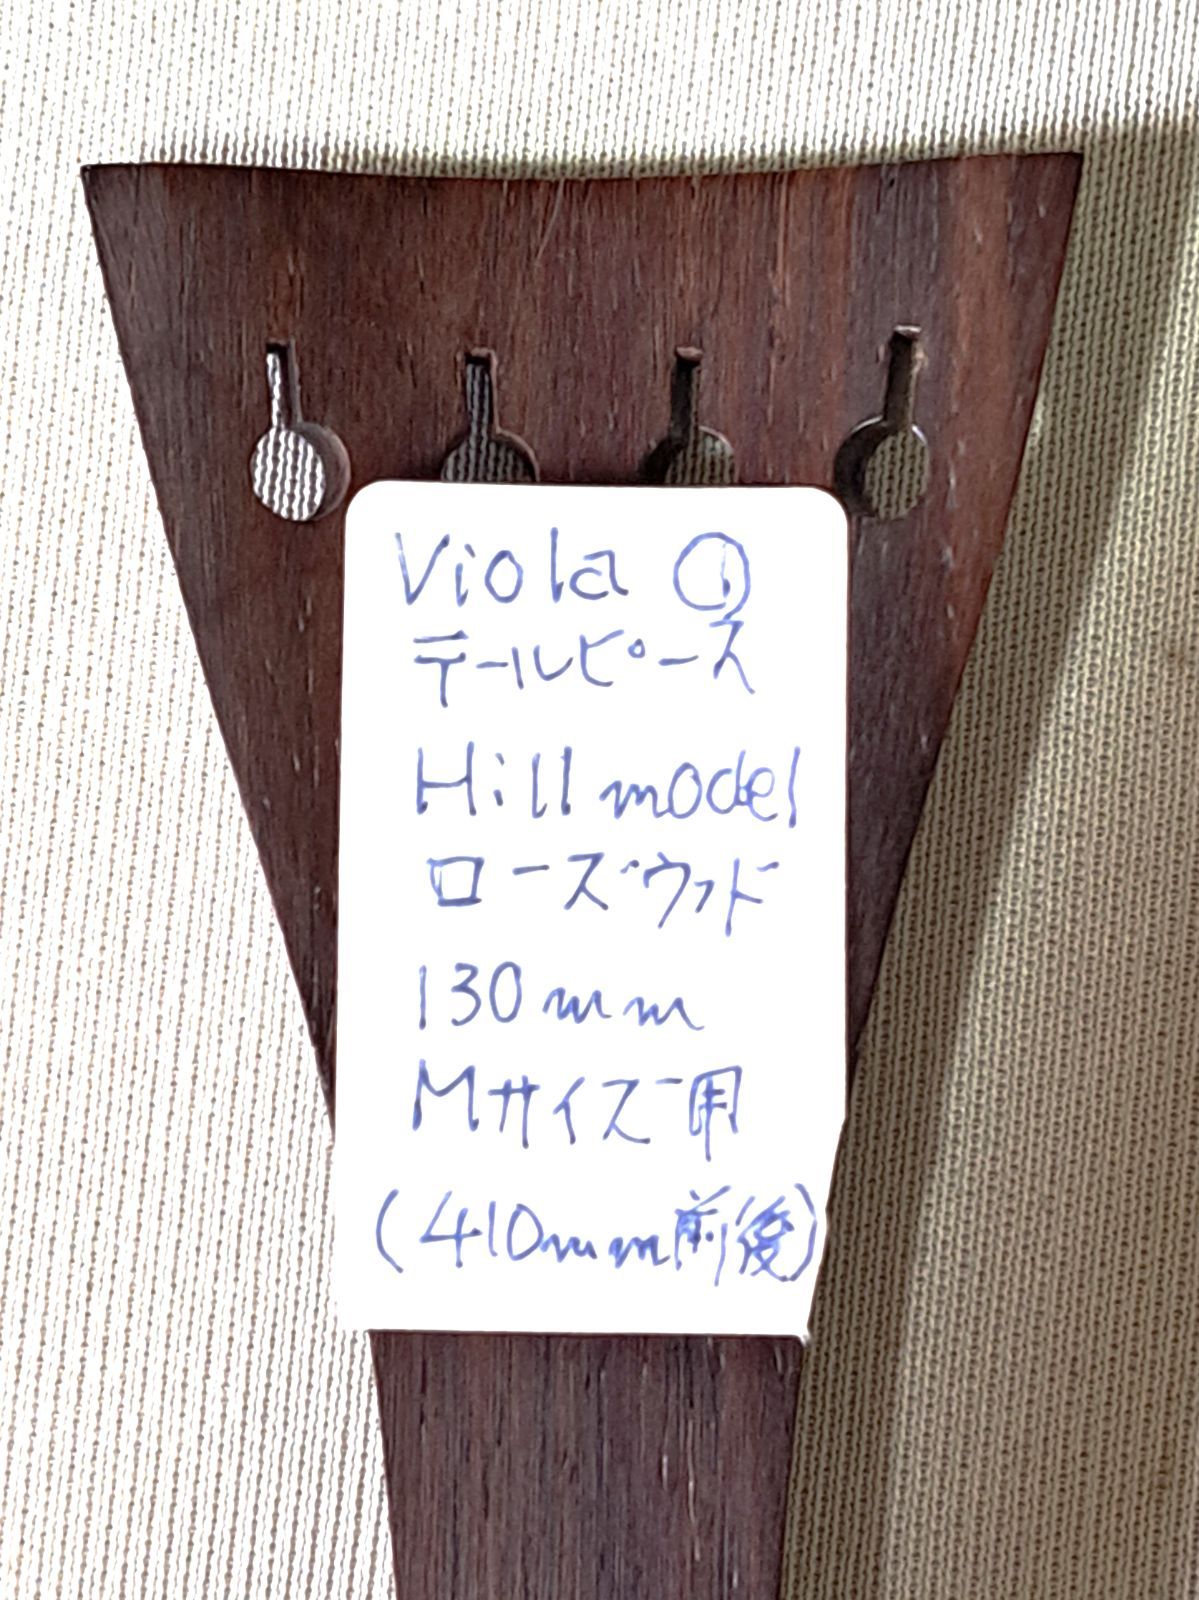 Viola ①
テールピース
Hill model
ローズウッド
130mm
Mサイズ用
(410mm前後)